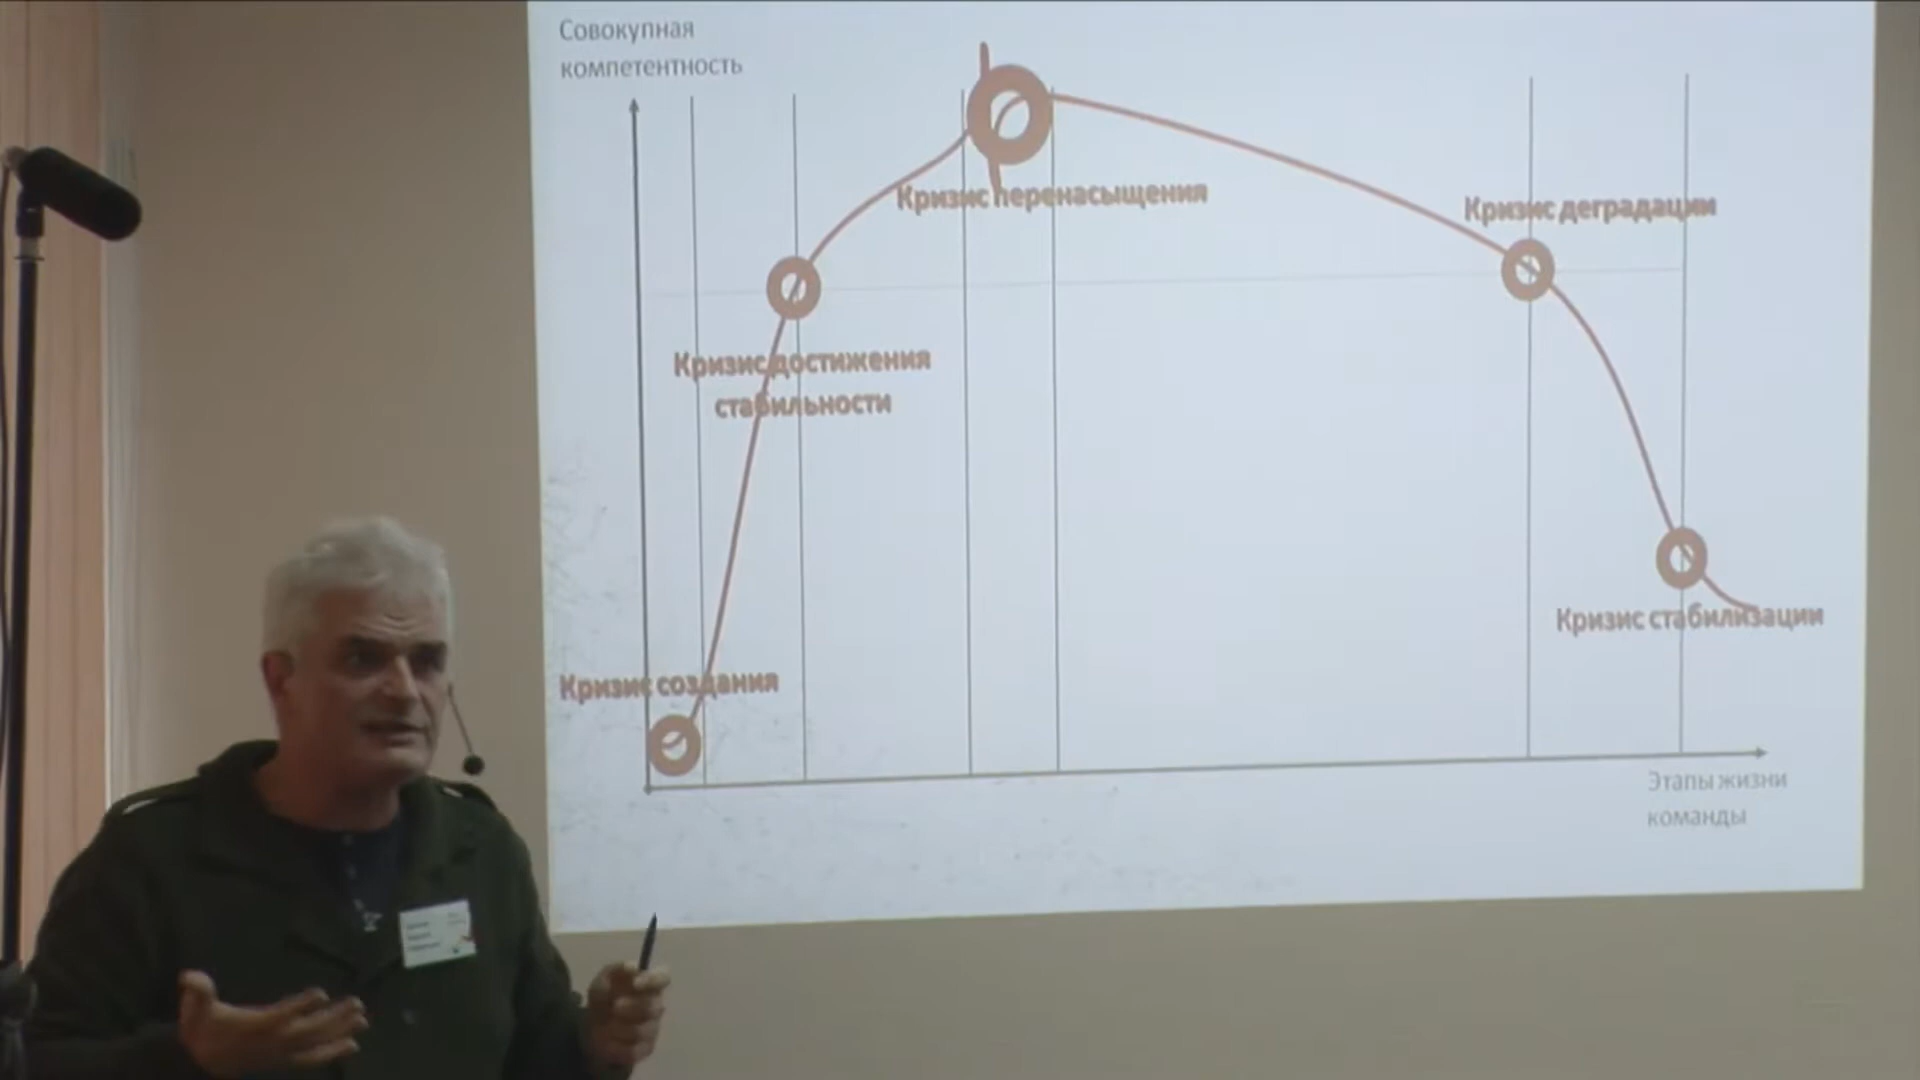 Совокупная
компетентность
Кризис перенасыщения
Кризис деградации
Кризис достижения
стабильности
Кризис стабилизации
Кризис создания
Этапы жизни
команды